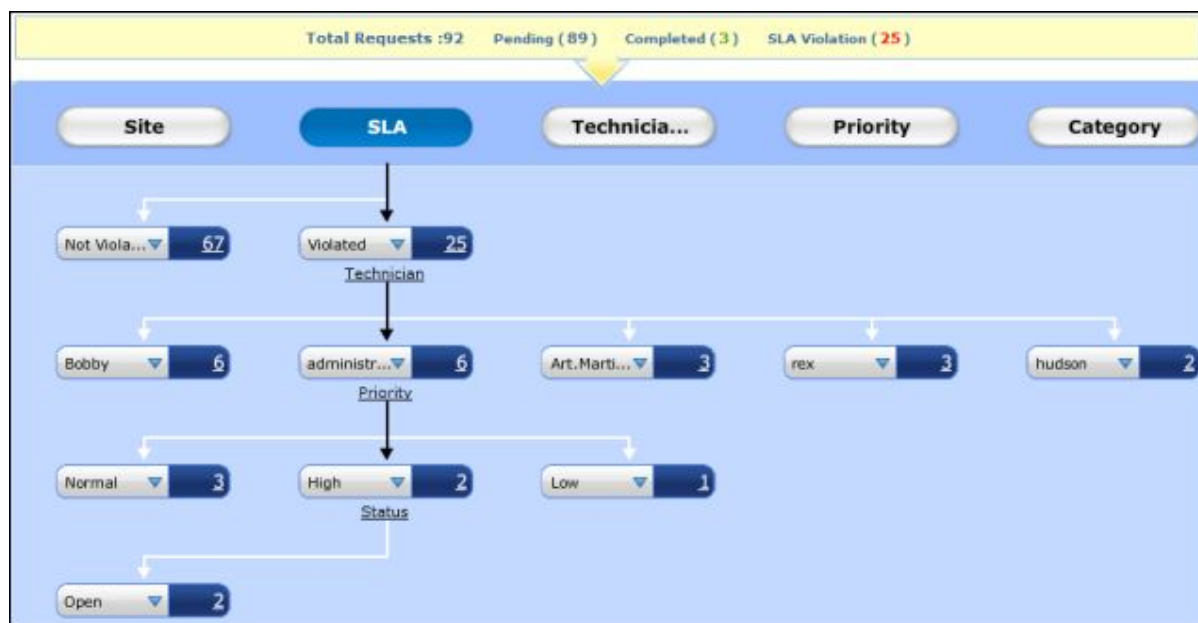 Total Requests :92 Pending ( 89 ) Completed ( 3 ) SLA Violation ( 25 )
Site SLA Technicia... Priority Category
Not Viola... 67 Violated 25
Technician
Bobby 6 administr... 6 Art.Marti... 3 rex 3 hudson 2
Priority
Normal 3 High 2 Low 1
Status
Open 2